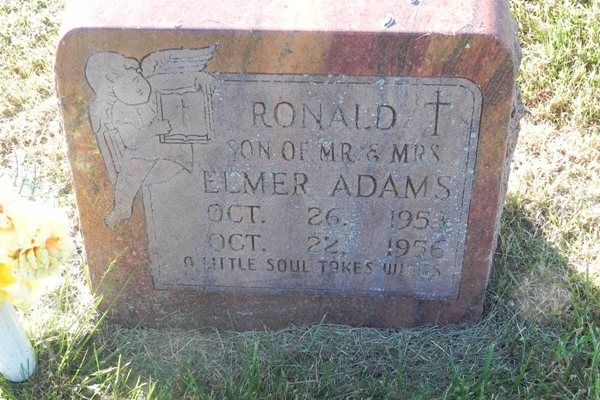 RONALD
SON OF MR. & MRS.
ELMER ADAMS
OCT. 26, 1953
OCT. 22, 1956
A LITTLE SOUL TAKES WINGS